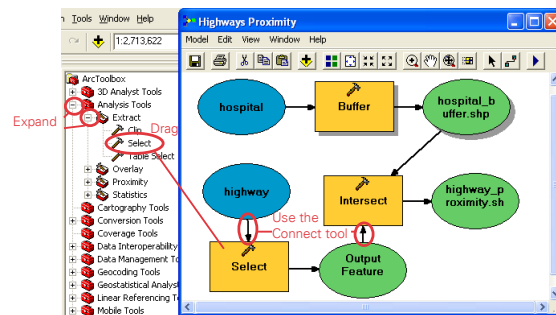 Tools Window Help
1:2,713,622
ArcToolbox
3D Analyst Tools
Analysis Tools
Expand
Extract
Clip
Drag
Select
Table Select
Overlay
Proximity
Statistics
Cartography Tools
Conversion Tools
Coverage Tools
Data Interoperability
Data Management To
Geocoding Tools
Geostatistical Analyst
Linear Referencing T
Mobile Tools
Highways Proximity
Model Edit View Window Help
hospital
Buffer
hospital_b
uffer.shp
highway
Intersect
highway_p
roximity.sh
Use the
Connect tool
Select
Output
Feature